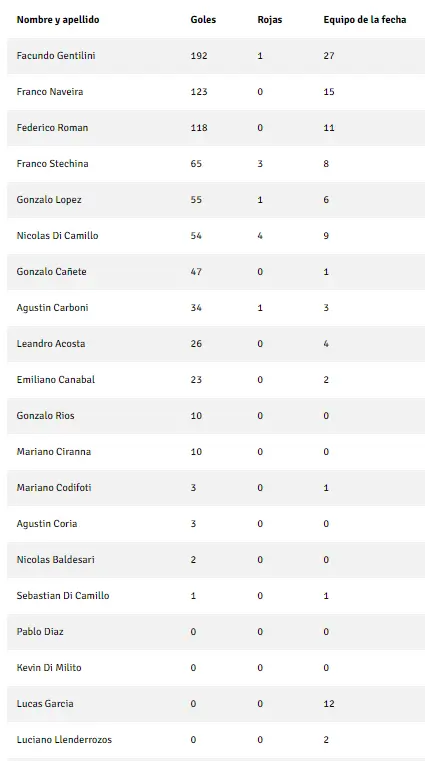 Nombre y apellido Goles Rojas Equipo de la fecha
Facundo Gentilini 192 1 27
Franco Naveira 123 0 15
Federico Roman 118 0 11
Franco Stechina 65 3 8
Gonzalo Lopez 55 1 6
Nicolas Di Camillo 54 4 9
Gonzalo Cañete 47 0 1
Agustin Carboni 34 1 3
Leandro Acosta 26 0 4
Emiliano Canabal 23 0 2
Gonzalo Rios 10 0 0
Mariano Ciranna 10 0 0
Mariano Codifoti 3 0 1
Agustin Coria 3 0 0
Nicolas Baldesari 2 0 0
Sebastian Di Camillo 1 0 1
Pablo Diaz 0 0 0
Kevin Di Milito 0 0 0
Lucas Garcia 0 0 12
Luciano Llenderrozos 0 0 2